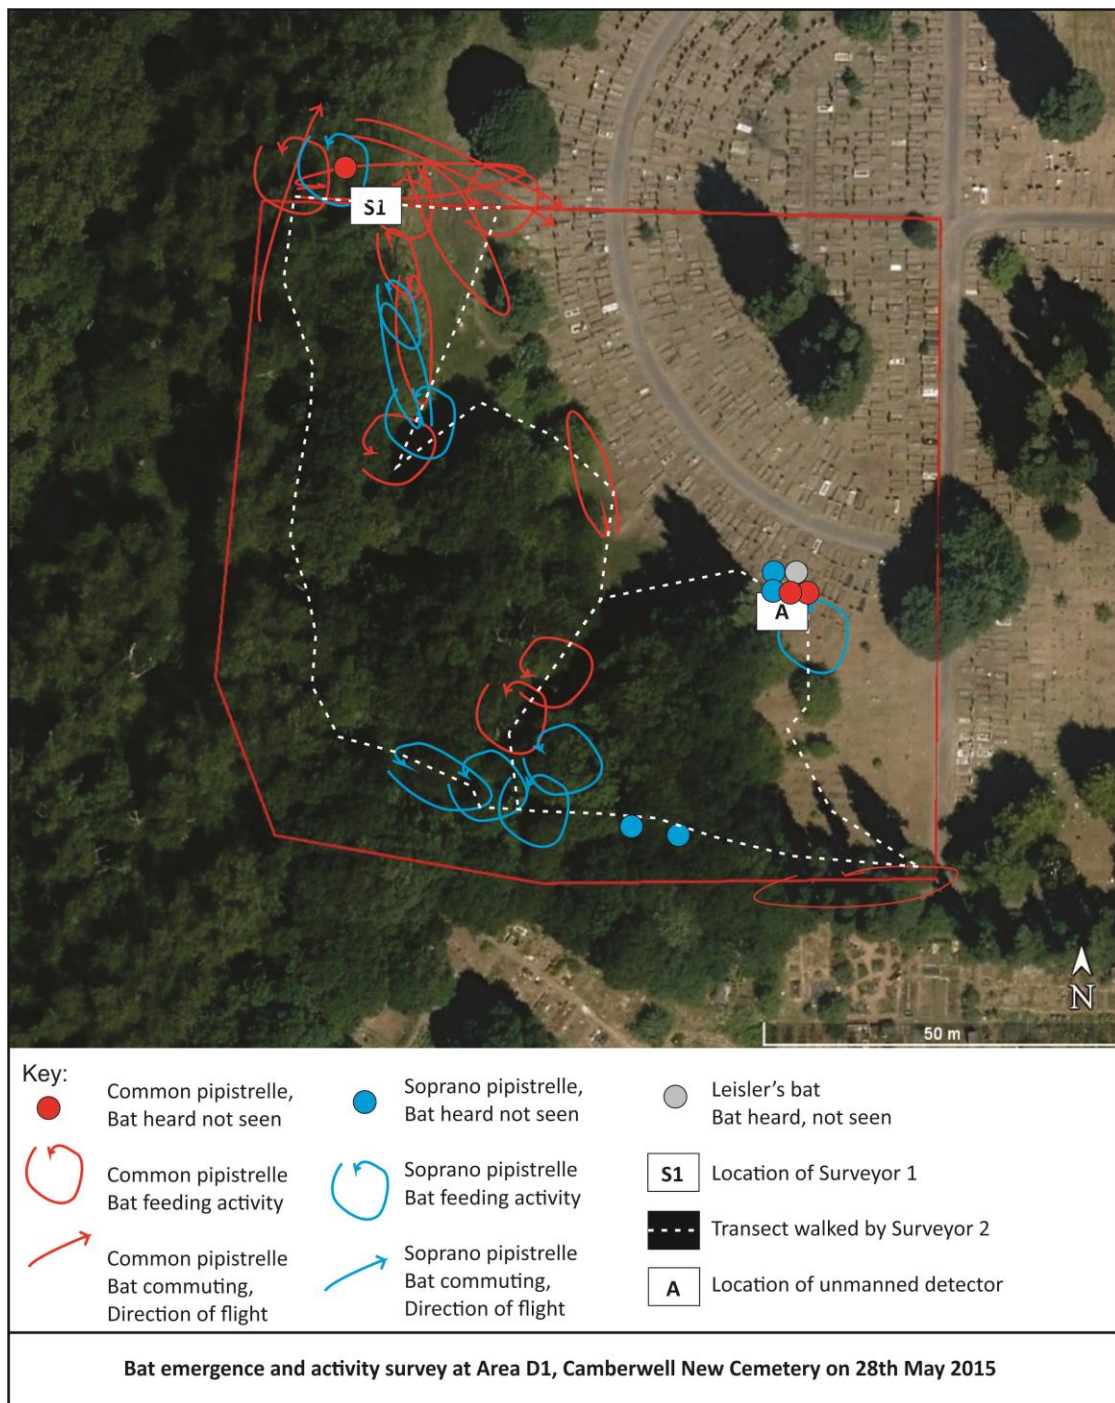 S1
A
N
50 m
Key:
Common pipistrelle,
Bat heard not seen
Soprano pipistrelle,
Bat heard not seen
Leisler's bat
Bat heard, not seen
Common pipistrelle
Bat feeding activity
Soprano pipistrelle
Bat feeding activity
S1
Location of Surveyor 1
Transect walked by Surveyor 2
Common pipistrelle
Bat commuting,
Direction of flight
Soprano pipistrelle
Bat commuting,
Direction of flight
A
Location of unmanned detector
Bat emergence and activity survey at Area D1, Camberwell New Cemetery on 28th May 2015